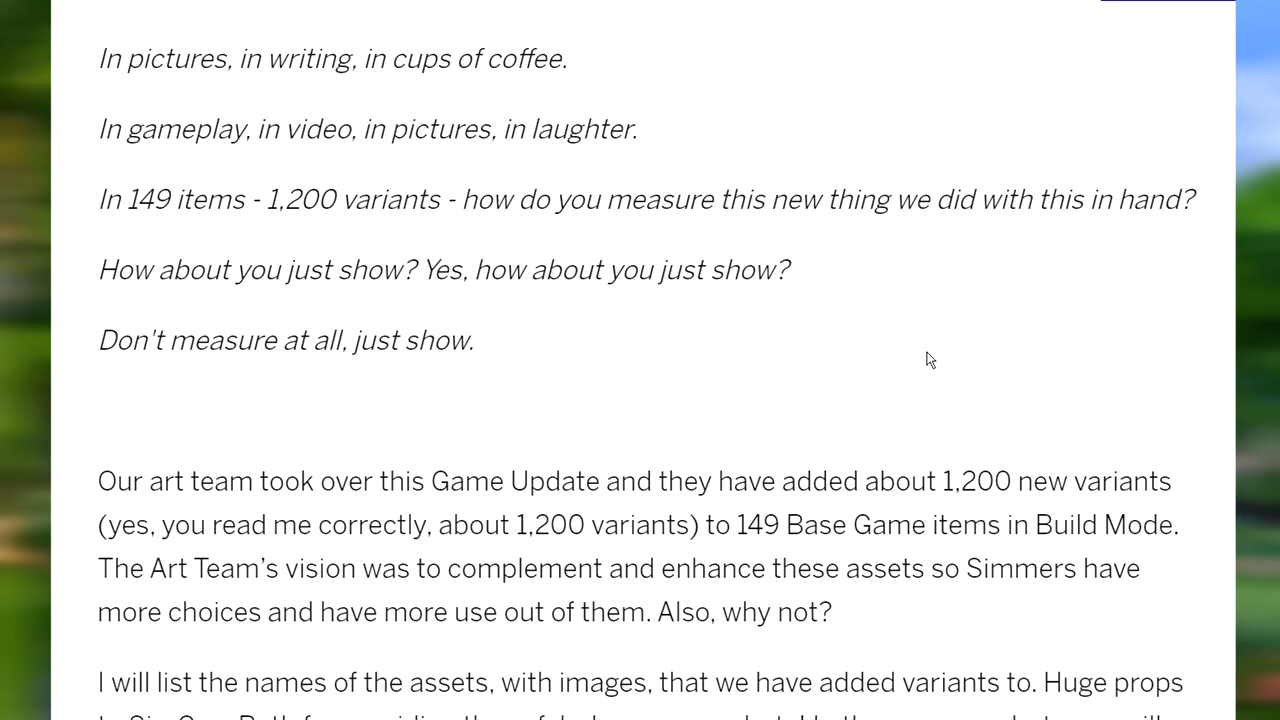 In pictures, in writing, in cups of coffee.
In gameplay, in video, in pictures, in laughter.
In 149 items - 1,200 variants - how do you measure this new thing we did with this in hand?
How about you just show? Yes, how about you just show?
Don't measure at all, just show.
Our art team took over this Game Update and they have added about 1,200 new variants
(yes, you read me correctly, about 1,200 variants) to 149 Base Game items in Build Mode.
The Art Team’s vision was to complement and enhance these assets so Simmers have
more choices and have more use out of them. Also, why not?
I will list the names of the assets, with images, that we have added variants to. Huge props